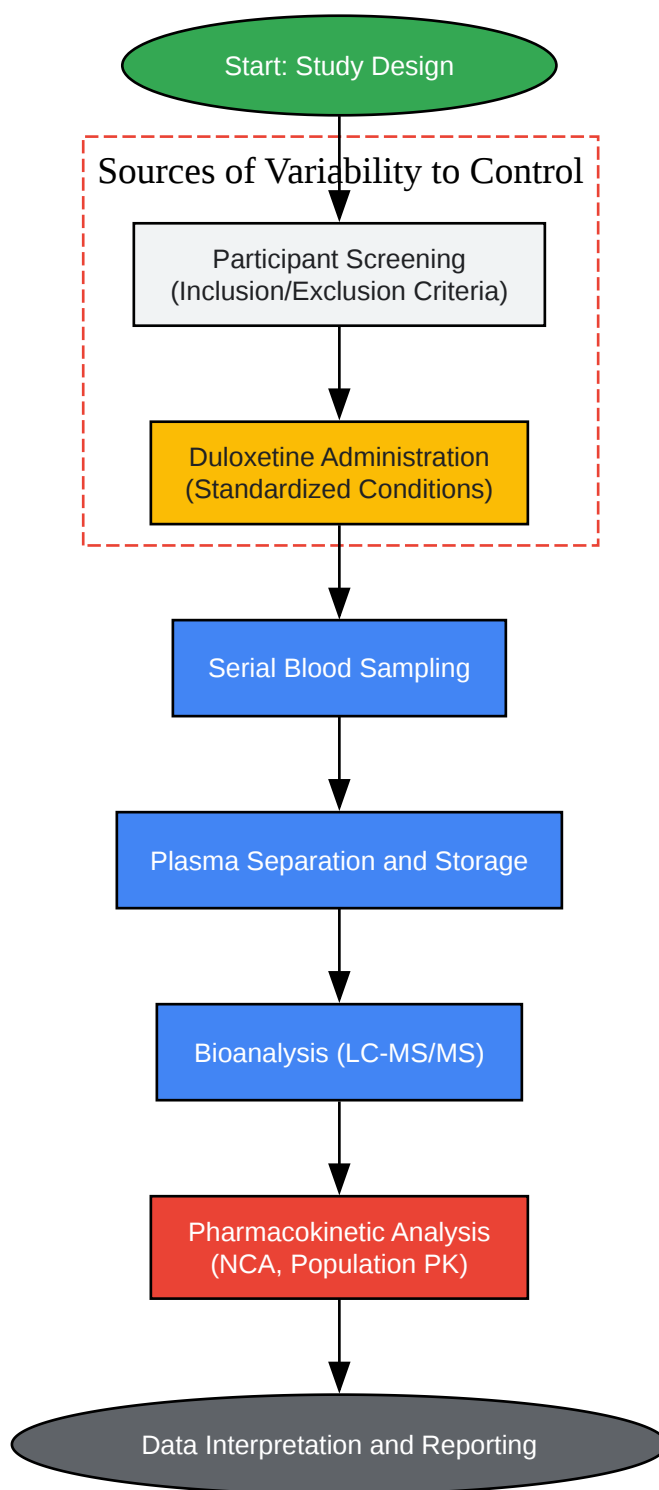 Start: Study Design
Sources of Variability to Control
Participant Screening
(Inclusion/Exclusion Criteria)
Duloxetine Administration
(Standardized Conditions)
Serial Blood Sampling
Plasma Separation and Storage
Bioanalysis (LC-MS/MS)
Pharmacokinetic Analysis
(NCA, Population PK)
Data Interpretation and Reporting